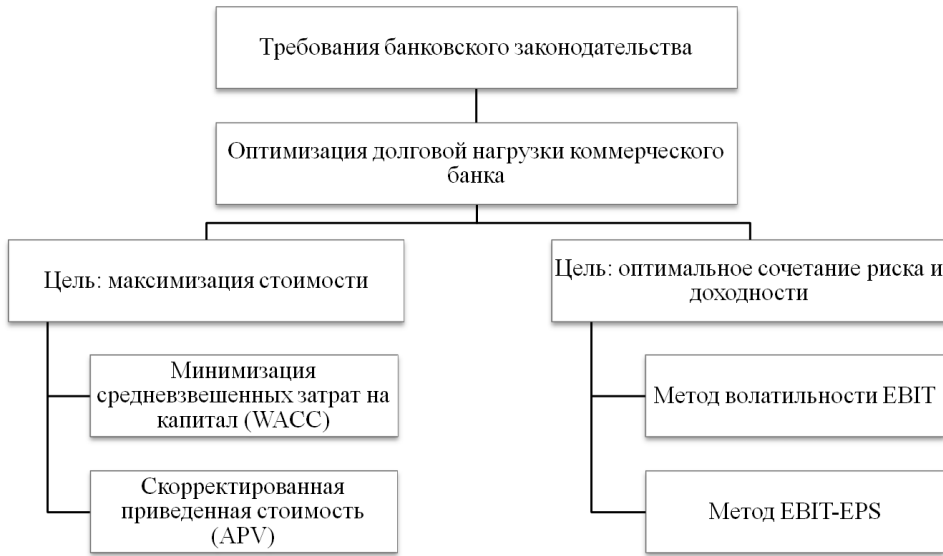 Требования банковского законодательства
Оптимизация долговой нагрузки коммерческого
банка
Цель: максимизация стоимости
Минимизация
средневзвешенных затрат на
капитал (WACC)
Скорректированная
приведенная стоимость
(APV)
Цель: оптимальное сочетание риска и
доходности
Метод волатильности EBIT
Метод EBIT-EPS